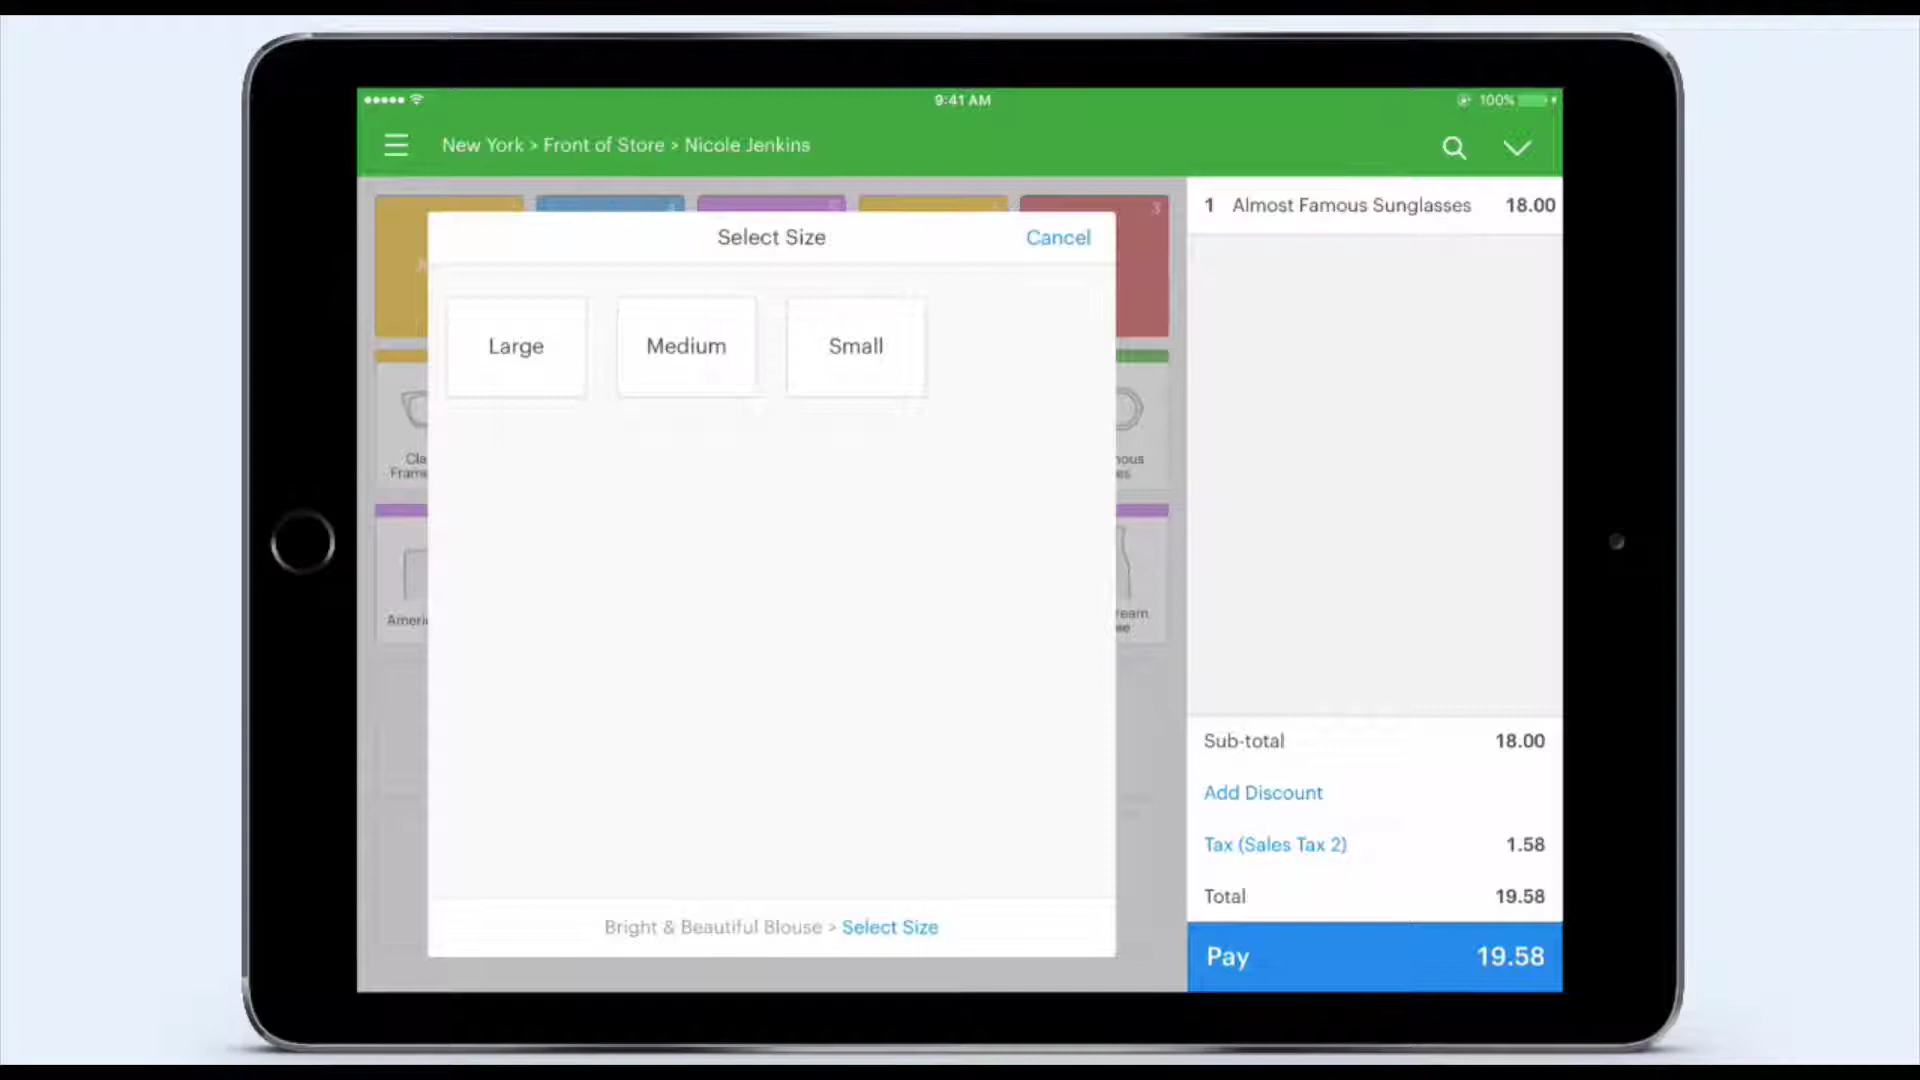 9:41 AM
100%
New York > Front of Store > Nicole Jenkins
3
1 Almost Famous Sunglasses 18.00
Select Size
Cancel
Large
Medium
Small
Sub-total 18.00
Add Discount
Tax (Sales Tax 2) 1.58
Total 19.58
Bright & Beautiful Blouse > Select Size
Pay 19.58